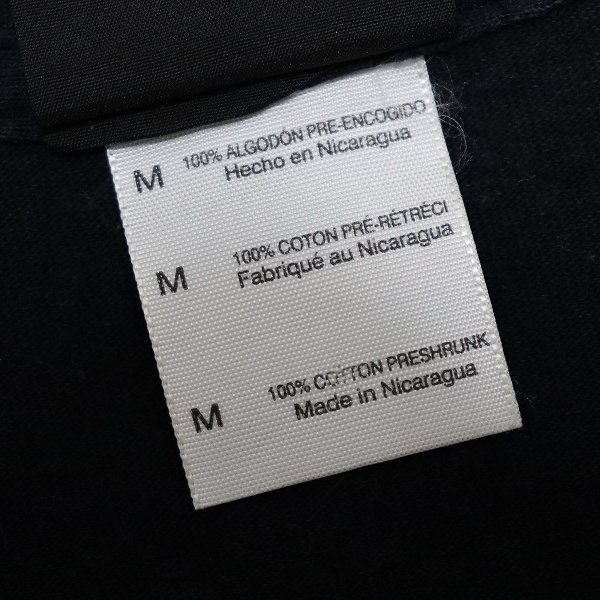 M 100% ALGODÓN PRE-ENCOGIDO
Hecho en Nicaragua
M 100% COTON PRÉ-RÉTRÉCI
Fabriqué au Nicaragua
M 100% COTTON PRESHRUNK
Made in Nicaragua